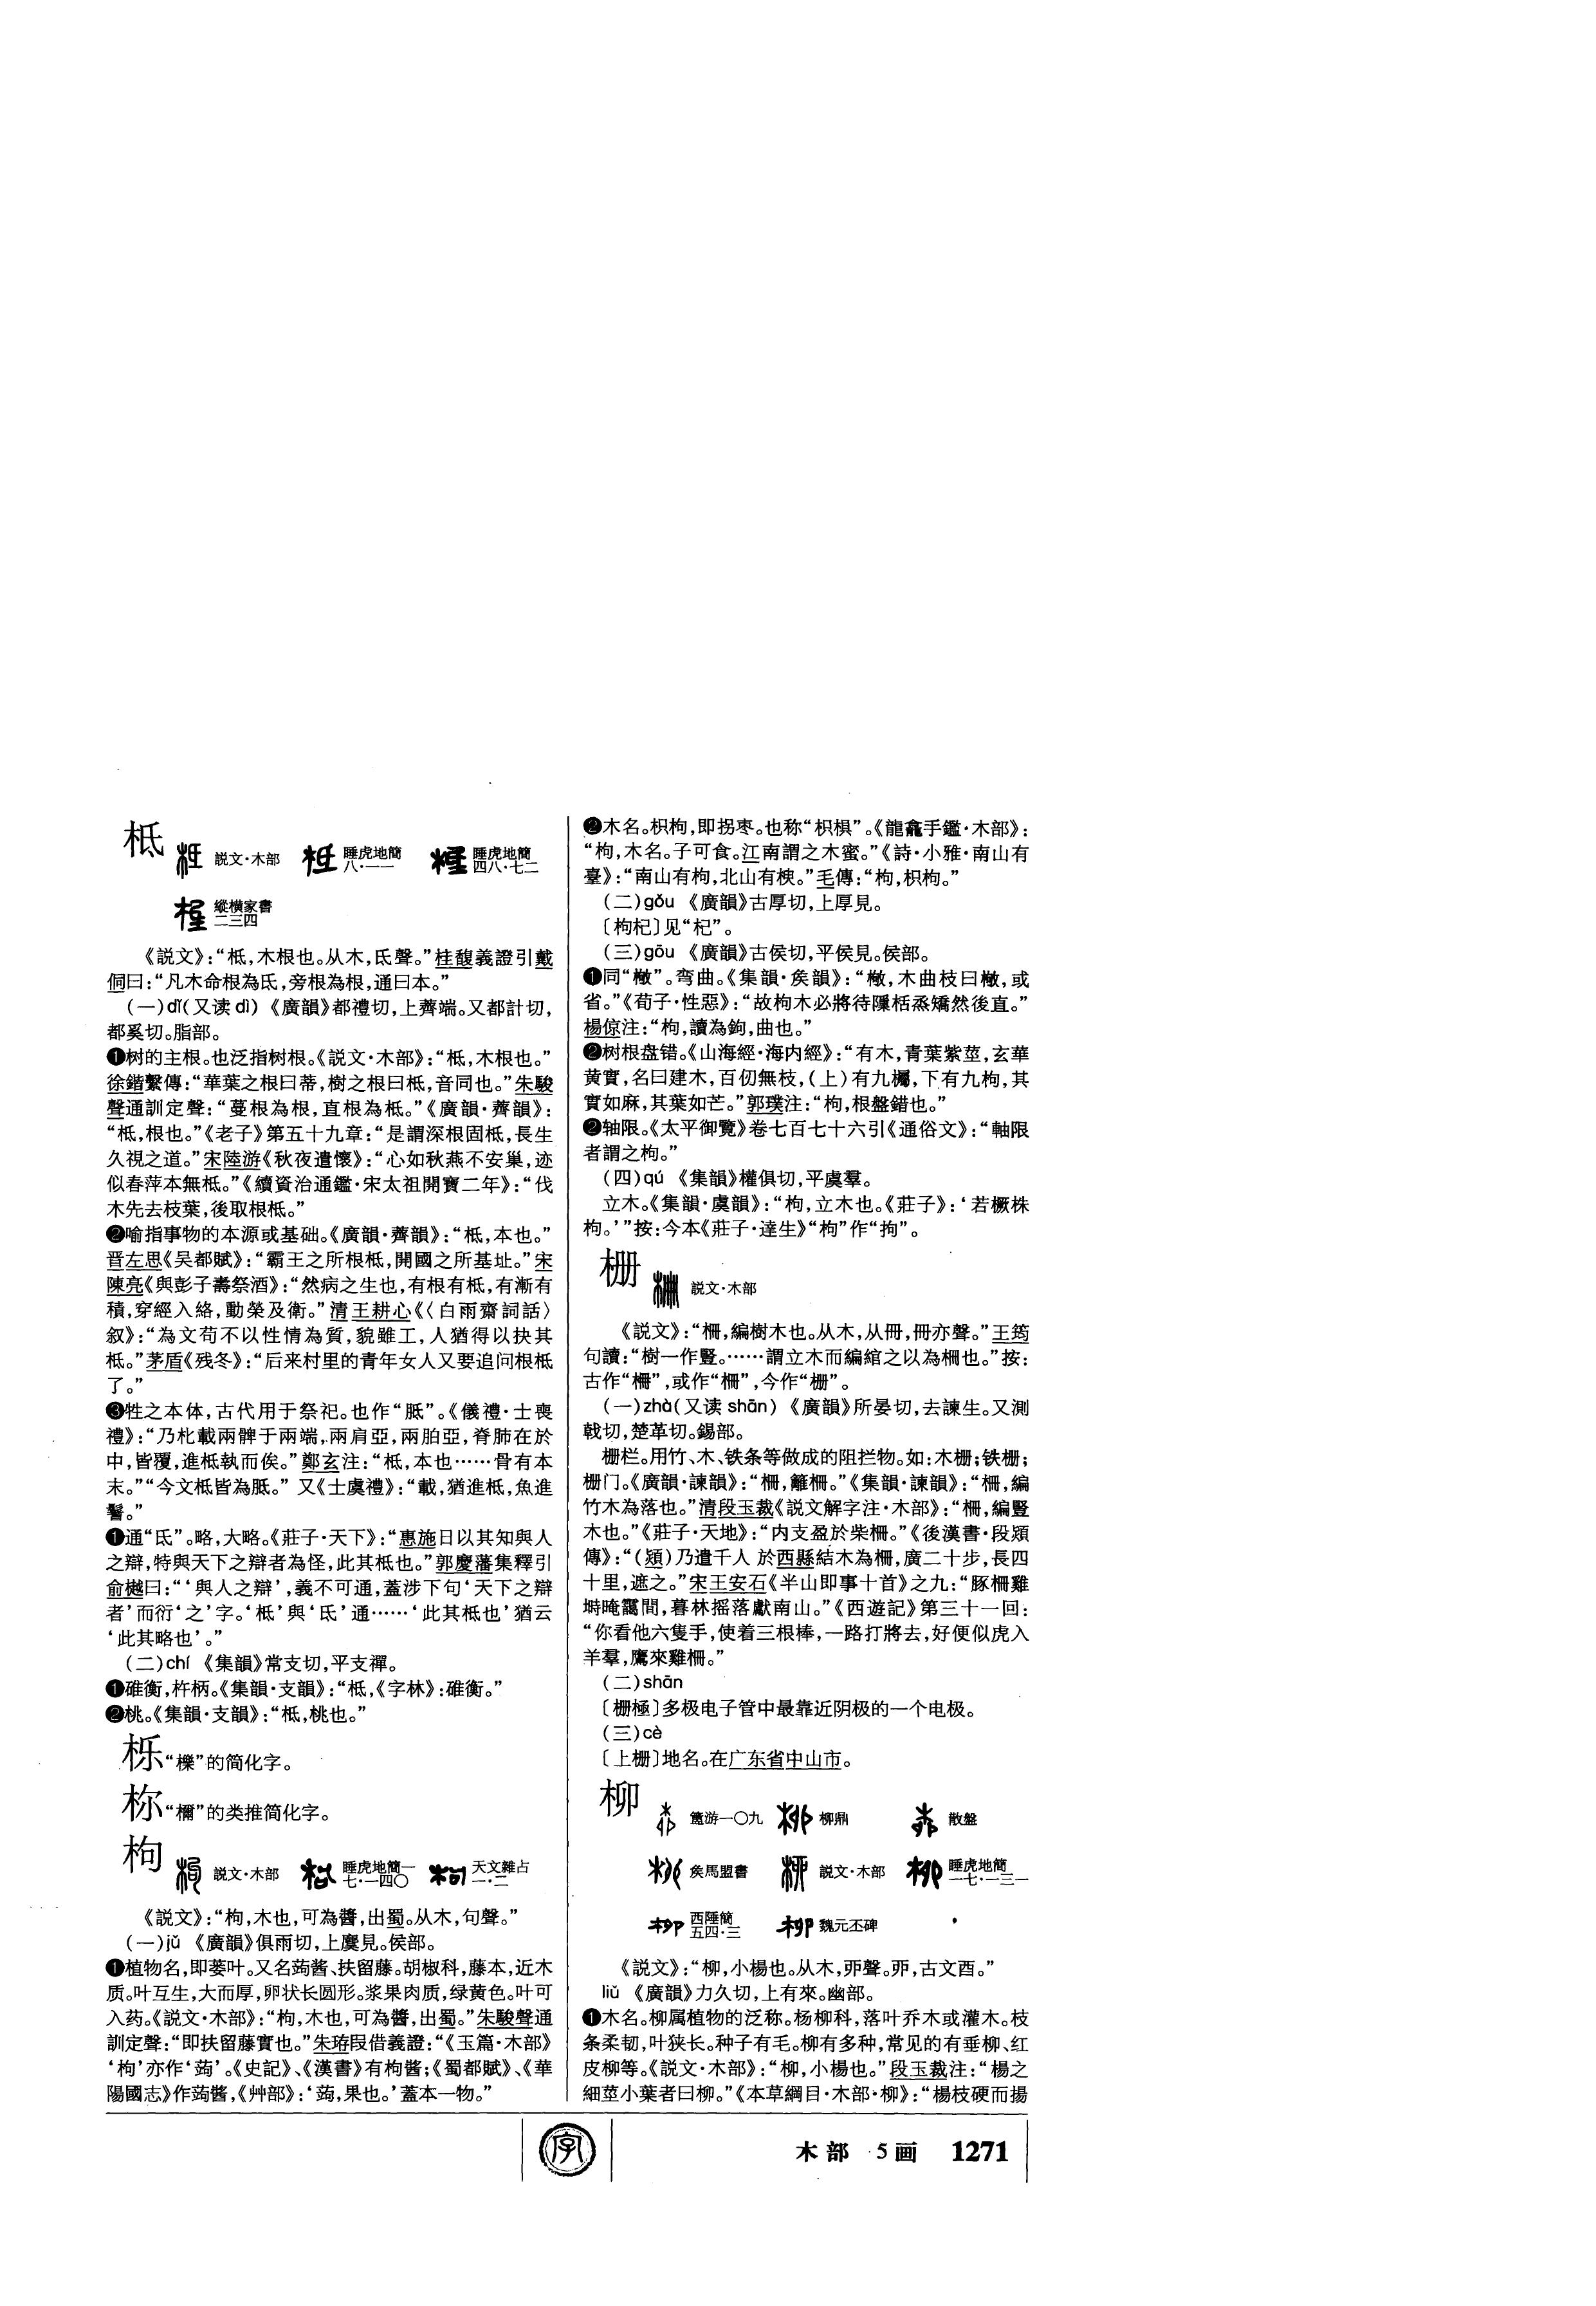 柢
説文·木部 睡虎地簡八·一一 睡虎地簡四八·七二
縱横家書二三四
《説文》：“柢，木根也。从木，氐聲。”桂馥義證引戴
侗曰：“凡木命根為氐，旁根為根，通曰本。”
(一)dǐ(又读dì) 《廣韻》都禮切，上薺端。又都計切，
都奚切。脂部。
❶树的主根。也泛指树根。《説文·木部》：“柢，木根也。”
徐鍇繫傳：“華葉之根曰蒂，樹之根曰柢，音同也。”朱駿
聲通訓定聲：“蔓根為根，直根為柢。”《廣韻·薺韻》：
“柢，根也。”《老子》第五十九章：“是謂深根固柢，長生
久視之道。”宋陸游《秋夜遣懷》：“心如秋燕不安巢，迹
似春萍本無柢。”《續資治通鑑·宋太祖開寶二年》：“伐
木先去枝葉，後取根柢。”
❷喻指事物的本源或基础。《廣韻·薺韻》：“柢，本也。”
晋左思《吴都賦》：“霸王之所根柢，開國之所基址。”宋
陳亮《與彭子壽祭酒》：“然病之生也，有根有柢，有漸有
積，穿經入絡，動榮及衛。”清王耕心《〈白雨齋詞話〉
叙》：“為文苟不以性情為質，貌雖工，人猶得以抉其
柢。”茅盾《残冬》：“后来村里的青年女人又要追问根柢
了。”
❸牲之本体，古代用于祭祀。也作“胝”。《儀禮·士喪
禮》：“乃朼載兩髀于兩端，兩肩亞，兩胉亞，脊肺在於
中，皆覆，進柢執而俟。”鄭玄注：“柢，本也……骨有本
末。”“今文柢皆為胝。” 又《士虞禮》：“載，猶進柢，魚進
鬐。”
❶通“氐”。略，大略。《莊子·天下》：“惠施日以其知與人
之辯，特與天下之辯者為怪，此其柢也。”郭慶藩集釋引
俞樾曰：“‘與人之辯’，義不可通，蓋涉下句‘天下之辯
者’而衍‘之’字。‘柢’與‘氐’通……‘此其柢也’猶云
‘此其略也’。”
(二)chí 《集韻》常支切，平支禪。
❶碓衡，杵柄。《集韻·支韻》：“柢，《字林》：碓衡。”
❷桃。《集韻·支韻》：“柢，桃也。”
栎“櫟”的简化字。
柊“檷”的类推简化字。
枸
説文·木部 睡虎地簡一七·一四〇 天文雜占一·二
《説文》：“枸，木也，可為醬，出蜀。从木，句聲。”
(一)jǔ 《廣韻》俱雨切，上麌見。侯部。
❶植物名，即蒌叶。又名蒟酱、扶留藤。胡椒科，藤本，近木
质。叶互生，大而厚，卵状长圆形。浆果肉质，绿黄色。叶可
入药。《説文·木部》：“枸，木也，可為醬，出蜀。”朱駿聲通
訓定聲：“即扶留藤實也。”朱珔叚借義證：“《玉篇·木部》
‘枸’亦作‘蒟’。《史記》、《漢書》有枸酱；《蜀都賦》、《華
陽國志》作蒟酱，《艸部》：‘蒟，果也。’蓋本一物。”
❷木名。枳枸，即拐枣。也称“枳椇”。《龍龕手鑑·木部》：
“枸，木名。子可食。江南謂之木蜜。”《詩·小雅·南山有
臺》：“南山有枸，北山有楰。”毛傳：“枸，枳枸。”
(二)gǒu 《廣韻》古厚切，上厚見。
〔枸杞〕见“杞”。
(三)gōu 《廣韻》古侯切，平侯見。侯部。
❶同“㮚”。弯曲。《集韻·矦韻》：“，木曲枝曰，或
省。”《荀子·性惡》：“故枸木必將待檃栝烝矯然後直。”
楊倞注：“枸，讀為鉤，曲也。”
❷树根盘错。《山海經·海内經》：“有木，青葉紫莖，玄華
黄實，名曰建木，百仞無枝，(上)有九欘，下有九枸，其
實如麻，其葉如芒。”郭璞注：“枸，根盤錯也。”
❷轴限。《太平御覽》卷七百七十六引《通俗文》：“軸限
者謂之枸。”
(四)qú 《集韻》權俱切，平虞羣。
立木。《集韻·虞韻》：“枸，立木也。《莊子》：‘若橛株
枸。’”按：今本《莊子·達生》“枸”作“拘”。
栅
説文·木部
《説文》：“柵，編樹木也。从木，从冊，冊亦聲。”王筠
句讀：“樹一作豎。……謂立木而編綰之以為柵也。”按：
古作“柵”，或作“柵”，今作“栅”。
(一)zhà(又读shān) 《廣韻》所晏切，去諫生。又測
戟切，楚革切。錫部。
栅栏。用竹、木、铁条等做成的阻拦物。如：木栅；铁栅；
栅门。《廣韻·諫韻》：“柵，籬柵。”《集韻·諫韻》：“柵，編
竹木為落也。”清段玉裁《説文解字注·木部》：“柵，編豎
木也。”《莊子·天地》：“内支盈於柴柵。”《後漢書·段熲
傳》：“(熲)乃遣千人 於西縣結木為柵，廣二十步，長四
十里，遮之。”宋王安石《半山即事十首》之九：“豚柵雞
塒晻靄間，暮林摇落獻南山。”《西遊記》第三十一回：
“你看他六隻手，使着三根棒，一路打將去，好便似虎入
羊羣，鷹來雞柵。”
(二)shān
〔栅極〕多极电子管中最靠近阴极的一个电极。
(三)cè
〔上栅〕地名。在广东省中山市。
柳
簠游一〇九 柳鼎 散盤
矦馬盟書 説文·木部 睡虎地簡一七·一三一
西陲簡五四·三 魏元丕碑
《説文》：“柳，小楊也。从木，丣聲。丣，古文酉。”
liǔ 《廣韻》力久切，上有來。幽部。
❶木名。柳属植物的泛称。杨柳科，落叶乔木或灌木。枝
条柔韧，叶狭长。种子有毛。柳有多种，常见的有垂柳、红
皮柳等。《説文·木部》：“柳，小楊也。”段玉裁注：“楊之
細莖小葉者曰柳。”《本草綱目·木部·柳》：“楊枝硬而揚
字
木部 5画 1271